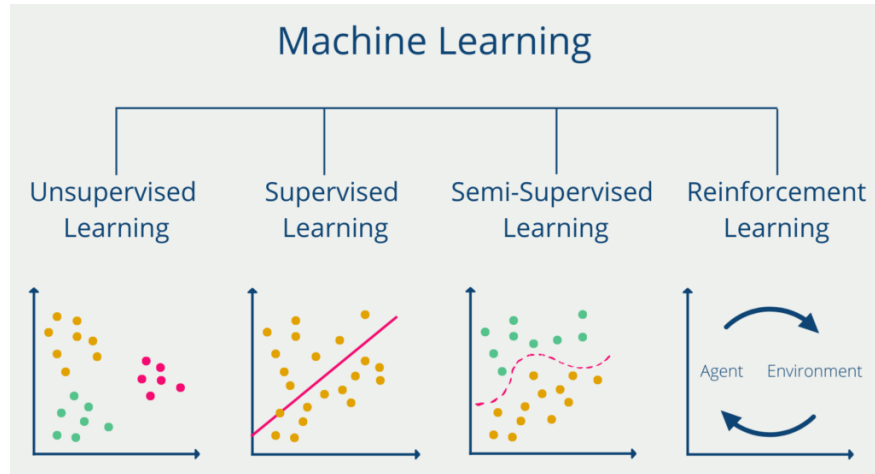 Machine Learning
Unsupervised
Learning
Supervised
Learning
Semi-Supervised
Learning
Reinforcement
Learning
Agent
Environment